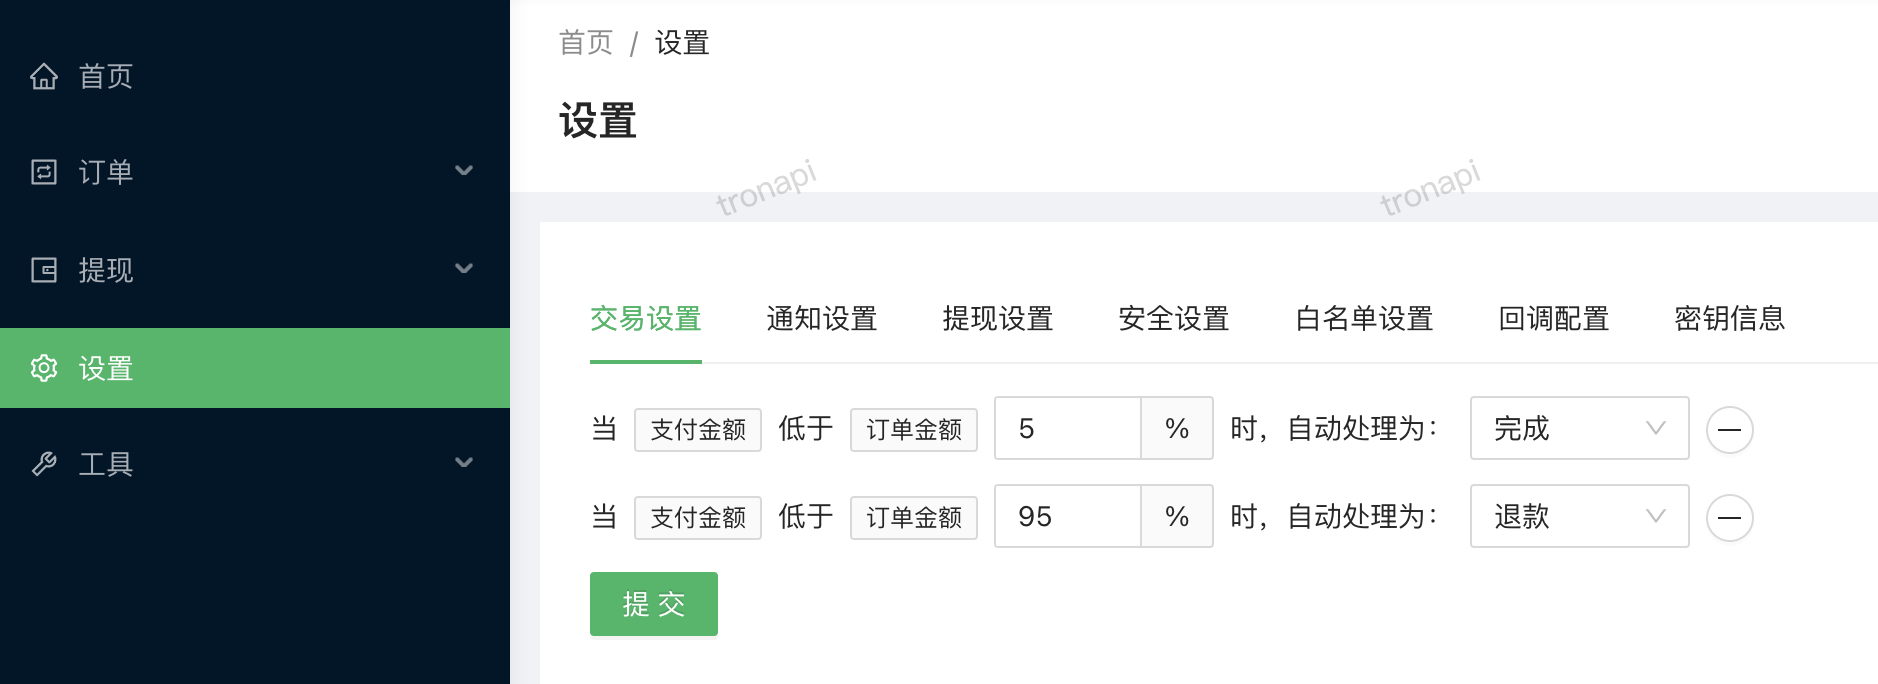 首页
订单
提现
设置
工具
首页 / 设置
设置
tronapi
tronapi
交易设置 通知设置 提现设置 安全设置 白名单设置 回调配置 密钥信息
当 支付金额 低于 订单金额 5 % 时，自动处理为： 完成
当 支付金额 低于 订单金额 95 % 时，自动处理为： 退款
提 交